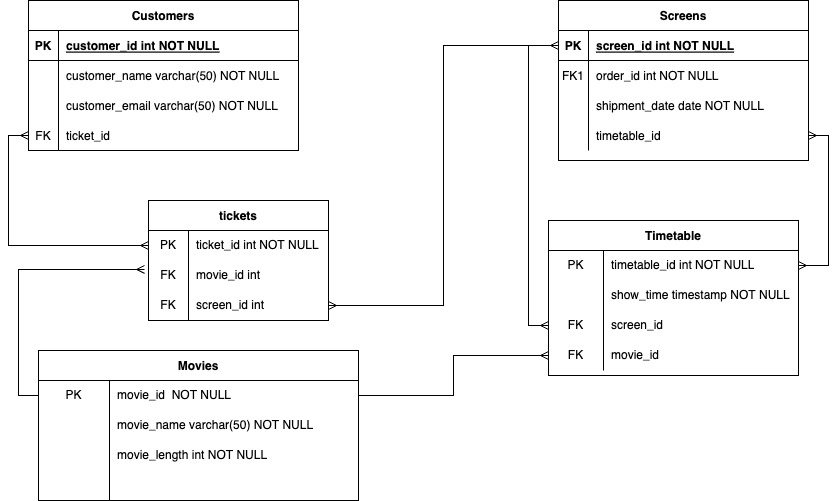 Customers
PK customer_id int NOT NULL
customer_name varchar(50) NOT NULL
customer_email varchar(50) NOT NULL
FK ticket_id
Screens
PK screen_id int NOT NULL
FK1 order_id int NOT NULL
shipment_date date NOT NULL
timetable_id
tickets
PK ticket_id int NOT NULL
FK movie_id int
FK screen_id int
Timetable
PK timetable_id int NOT NULL
show_time timestamp NOT NULL
FK screen_id
FK movie_id
Movies
PK movie_id NOT NULL
movie_name varchar(50) NOT NULL
movie_length int NOT NULL